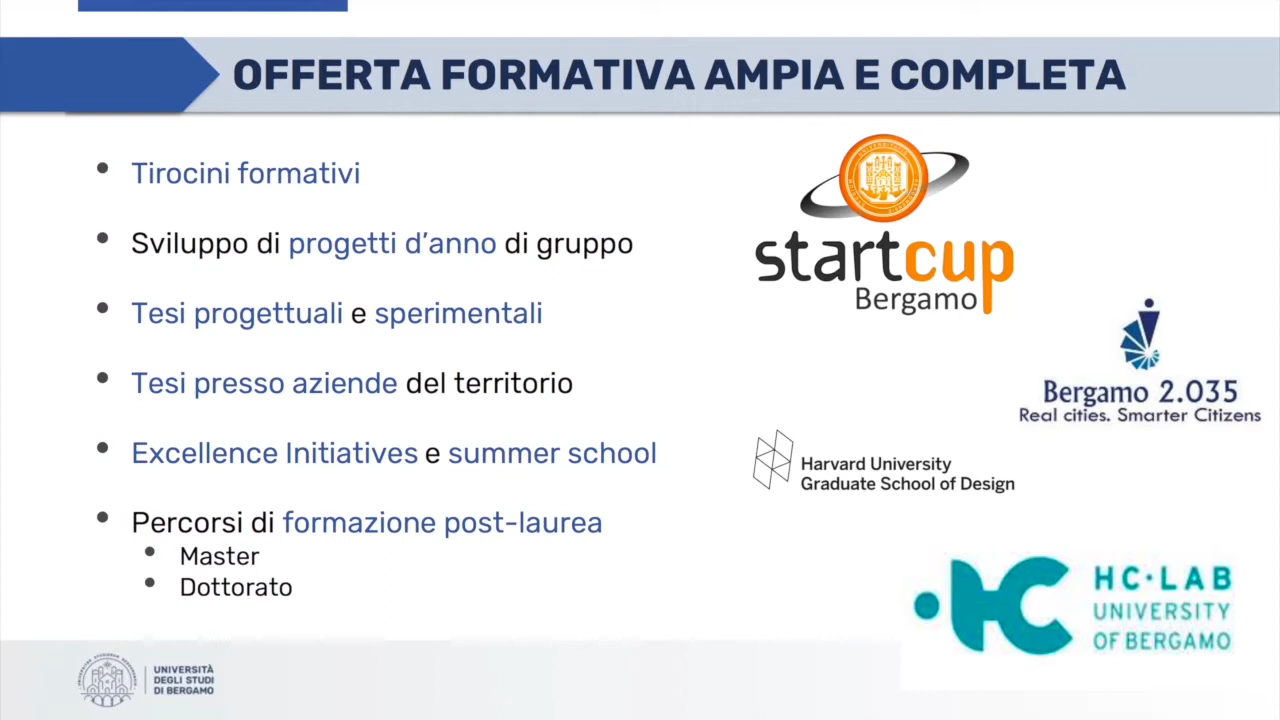 OFFERTA FORMATIVA AMPIA E COMPLETA
• Tirocini formativi
• Sviluppo di progetti d’anno di gruppo
• Tesi progettuali e sperimentali
• Tesi presso aziende del territorio
• Excellence Initiatives e summer school
• Percorsi di formazione post-laurea
• Master
• Dottorato
startcup
Bergamo
Bergamo 2.035
Real cities. Smarter Citizens
Harvard University
Graduate School of Design
HC
HC·LAB
UNIVERSITY
OF BERGAMO
UNIVERSITÀ
DEGLI STUDI
DI BERGAMO